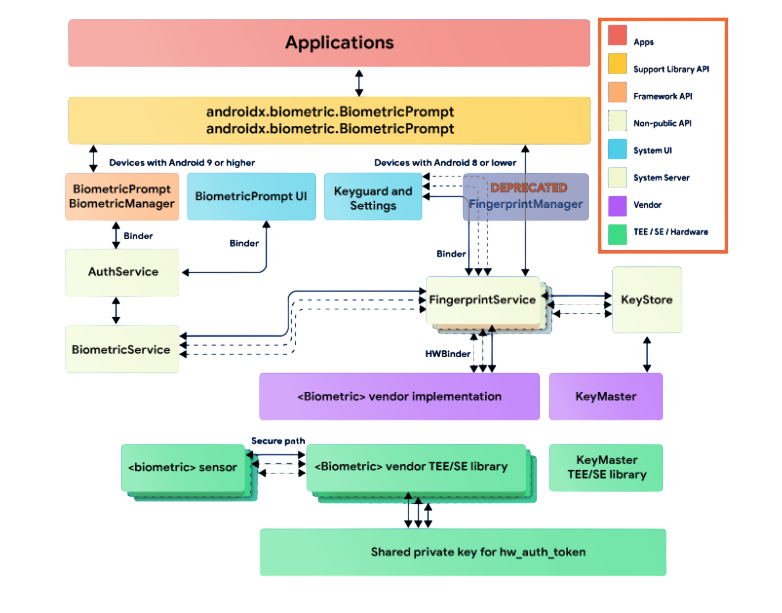 Applications
androidx.biometric.BiometricPrompt
androidx.biometric.BiometricPrompt
Devices with Android 9 or higher
Devices with Android 8 or lower
BiometricPrompt
BiometricManager
BiometricPrompt UI
Keyguard and
Settings
DEPRECATED
FingerprintManager
Binder
Binder
Binder
AuthService
FingerprintService
KeyStore
BiometricService
HWBinder
<Biometric> vendor implementation
KeyMaster
Secure path
<biometric> sensor
<Biometric> vendor TEE/SE library
KeyMaster
TEE/SE library
Shared private key for hw_auth_token
Apps
Support Library API
Framework API
Non-public API
System UI
System Server
Vendor
TEE / SE / Hardware